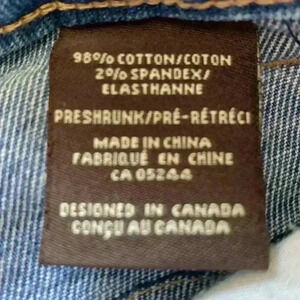 98% COTTON/COTON
2% SPANDEX/
ELASTHANNE
PRESHRUNK/PRÉ-RÉTRÉCI
MADE IN CHINA
FABRIQUÉ EN CHINE
CA 05244
DESIGNED IN CANADA
CONÇU AU CANADA